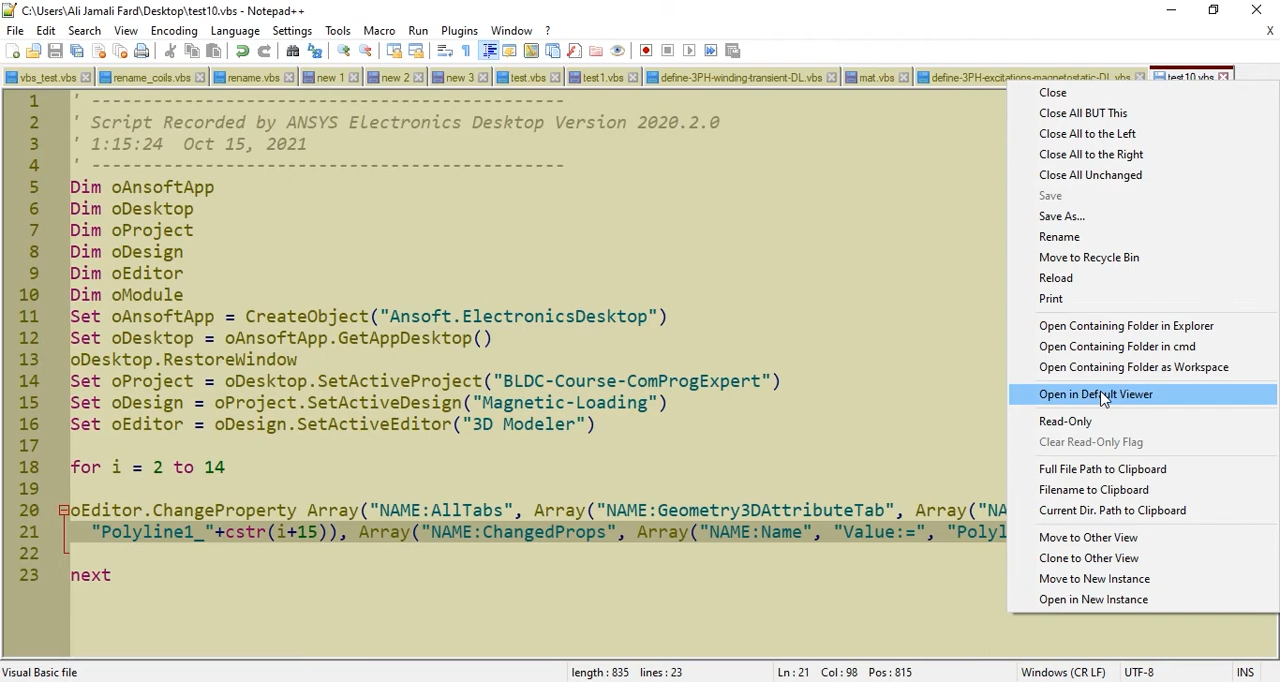 C:\Users\Ali Jamali Fard\Desktop\test10.vbs - Notepad++
File Edit Search View Encoding Language Settings Tools Macro Run Plugins Window ? X
vbs_test.vbs rename_coils.vbs rename.vbs new 1 new 2 new 3 test.vbs test1.vbs define-3PH-winding-transient-DL.vbs mat.vbs define-3PH-excitations-magnetostatic-DL.vbs test10.vbs
1 ' ----------------------------------------------
2 ' Script Recorded by ANSYS Electronics Desktop Version 2020.2.0
3 ' 1:15:24 Oct 15, 2021
4 ' ----------------------------------------------
5 Dim oAnsoftApp
6 Dim oDesktop
7 Dim oProject
8 Dim oDesign
9 Dim oEditor
10 Dim oModule
11 Set oAnsoftApp = CreateObject("Ansoft.ElectronicsDesktop")
12 Set oDesktop = oAnsoftApp.GetAppDesktop()
13 oDesktop.RestoreWindow
14 Set oProject = oDesktop.SetActiveProject("BLDC-Course-ComProgExpert")
15 Set oDesign = oProject.SetActiveDesign("Magnetic-Loading")
16 Set oEditor = oDesign.SetActiveEditor("3D Modeler")
17
18 for i = 2 to 14
19
20 oEditor.ChangeProperty Array("NAME:AllTabs", Array("NAME:Geometry3DAttributeTab", Array("NA
21 "Polyline1_"+cstr(i+15)), Array("NAME:ChangedProps", Array("NAME:Name", "Value:=", "Polyl
22
23 next
Close
Close All BUT This
Close All to the Left
Close All to the Right
Close All Unchanged
Save
Save As...
Rename
Move to Recycle Bin
Reload
Print
Open Containing Folder in Explorer
Open Containing Folder in cmd
Open Containing Folder as Workspace
Open in Default Viewer
Read-Only
Clear Read-Only Flag
Full File Path to Clipboard
Filename to Clipboard
Current Dir. Path to Clipboard
Move to Other View
Clone to Other View
Move to New Instance
Open in New Instance
Visual Basic file length : 835 lines : 23 Ln : 21 Col : 98 Pos : 815 Windows (CR LF) UTF-8 INS